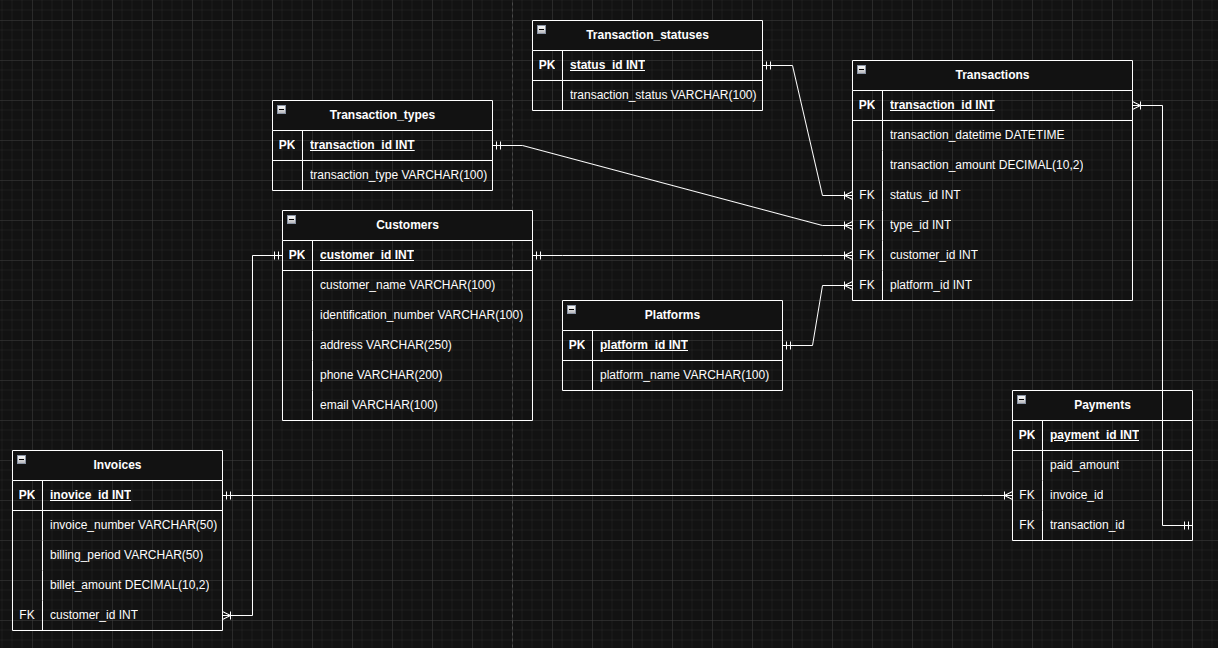 Transaction_statuses
PK status_id INT
transaction_status VARCHAR(100)
Transactions
PK transaction_id INT
transaction_datetime DATETIME
transaction_amount DECIMAL(10,2)
FK status_id INT
FK type_id INT
FK customer_id INT
FK platform_id INT
Transaction_types
PK transaction_id INT
transaction_type VARCHAR(100)
Customers
PK customer_id INT
customer_name VARCHAR(100)
identification_number VARCHAR(100)
address VARCHAR(250)
phone VARCHAR(200)
email VARCHAR(100)
Platforms
PK platform_id INT
platform_name VARCHAR(100)
Payments
PK payment_id INT
paid_amount
FK invoice_id
FK transaction_id
Invoices
PK inovice_id INT
invoice_number VARCHAR(50)
billing_period VARCHAR(50)
billet_amount DECIMAL(10,2)
FK customer_id INT